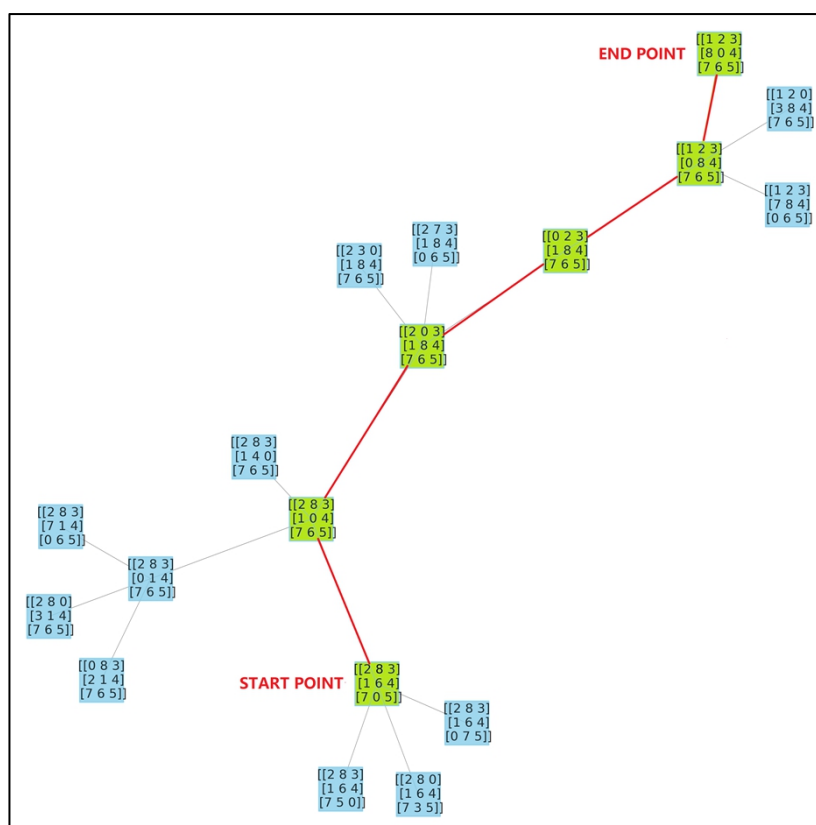 [[1 2 3]
[8 0 4]
[7 6 5]]
END POINT
[[1 2 0]
[3 8 4]
[7 6 5]]
[[1 2 3]
[0 8 4]
[7 6 5]]
[[1 2 3]
[7 8 4]
[0 6 5]]
[[0 2 3]
[1 8 4]
[7 6 5]]
[[2 7 3]
[1 8 4]
[0 6 5]]
[[2 3 0]
[1 8 4]
[7 6 5]]
[[2 0 3]
[1 8 4]
[7 6 5]]
[[2 8 3]
[1 4 0]
[7 6 5]]
[[2 8 3]
[1 0 4]
[7 6 5]]
[[2 8 3]
[7 1 4]
[0 6 5]]
[[2 8 3]
[0 1 4]
[7 6 5]]
[[2 8 0]
[3 1 4]
[7 6 5]]
[[0 8 3]
[2 1 4]
[7 6 5]]
START POINT
[[2 8 3]
[1 6 4]
[7 0 5]]
[[2 8 3]
[1 6 4]
[0 7 5]]
[[2 8 3]
[1 6 4]
[7 5 0]]
[[2 8 0]
[1 6 4]
[7 3 5]]